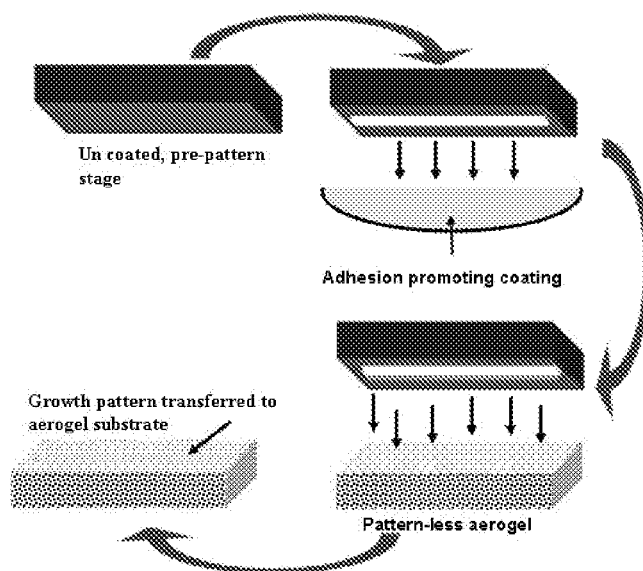 Un coated, pre-pattern
stage
Adhesion promoting coating
Growth pattern transferred to
aerogel substrate
Pattern-less aerogel